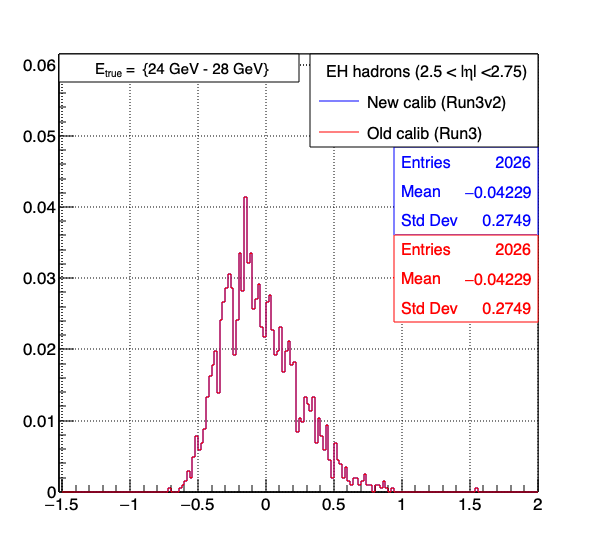 E_true = {24 GeV - 28 GeV}
EH hadrons (2.5 < |η| <2.75)
New calib (Run3v2)
Old calib (Run3)
Entries 2026
Mean −0.04229
Std Dev 0.2749
Entries 2026
Mean −0.04229
Std Dev 0.2749
0.06
0.05
0.04
0.03
0.02
0.01
0
−1.5 −1 −0.5 0 0.5 1 1.5 2